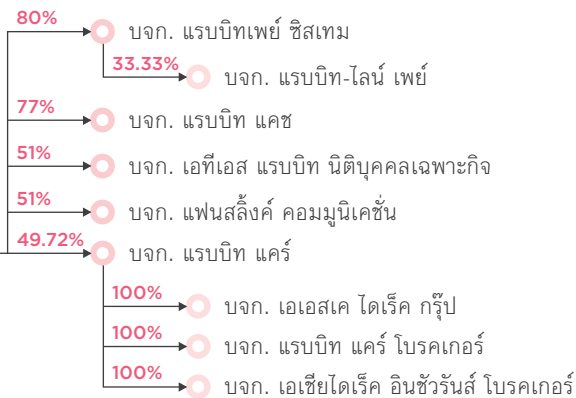 80% บจก. แรบบิทเพย์ ซิสเทม
33.33% บจก. แรบบิท-ไลน์ เพย์
77% บจก. แรบบิท แคช
51% บจก. เอทีเอส แรบบิท นิติบุคคลเฉพาะกิจ
51% บจก. แฟนสลิ้งค์ คอมมูนิเคชั่น
49.72% บจก. แรบบิท แคร์
100% บจก. เอเอสเค ไดเร็ค กรุ๊ป
100% บจก. แรบบิท แคร์ โบรคเกอร์
100% บจก. เอเชียไดเร็ค อินชัวรันส์ โบรคเกอร์